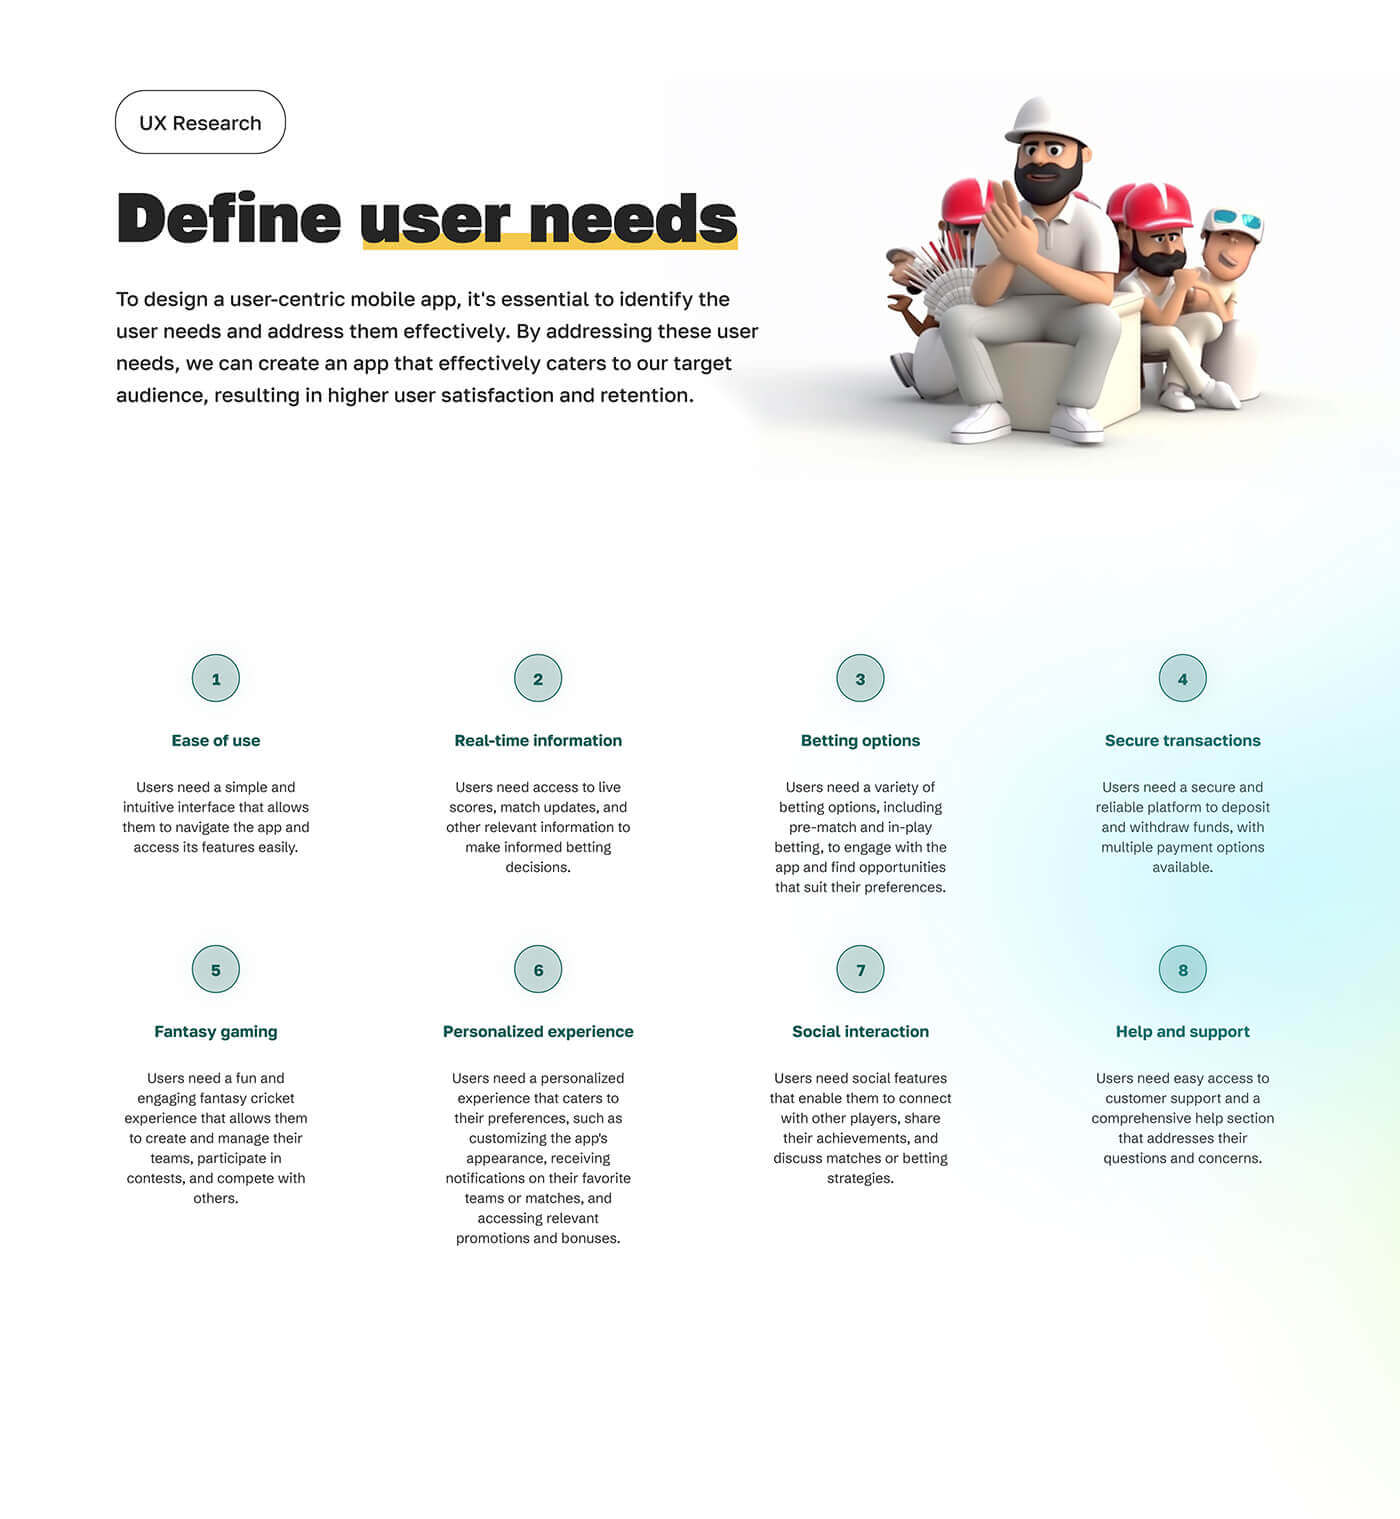 UX Research
Define user needs
To design a user-centric mobile app, it's essential to identify the
user needs and address them effectively. By addressing these user
needs, we can create an app that effectively caters to our target
audience, resulting in higher user satisfaction and retention.
1
Ease of use
Users need a simple and
intuitive interface that allows
them to navigate the app and
access its features easily.
2
Real-time information
Users need access to live
scores, match updates, and
other relevant information to
make informed betting
decisions.
3
Betting options
Users need a variety of
betting options, including
pre-match and in-play
betting, to engage with the
app and find opportunities
that suit their preferences.
4
Secure transactions
Users need a secure and
reliable platform to deposit
and withdraw funds, with
multiple payment options
available.
5
Fantasy gaming
Users need a fun and
engaging fantasy cricket
experience that allows them
to create and manage their
teams, participate in
contests, and compete with
others.
6
Personalized experience
Users need a personalized
experience that caters to
their preferences, such as
customizing the app's
appearance, receiving
notifications on their favorite
teams or matches, and
accessing relevant
promotions and bonuses.
7
Social interaction
Users need social features
that enable them to connect
with other players, share
their achievements, and
discuss matches or betting
strategies.
8
Help and support
Users need easy access to
customer support and a
comprehensive help section
that addresses their
questions and concerns.